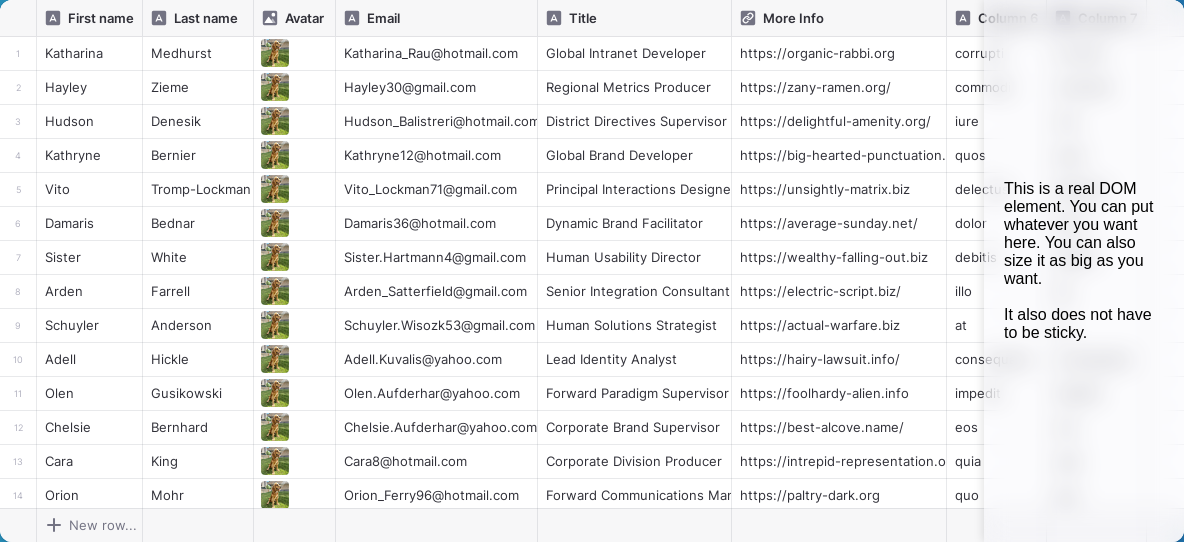 First name Last name Avatar Email Title More Info Column 6 Column 7
1 Katharina Medhurst Katharina_Rau@hotmail.com Global Intranet Developer https://organic-rabbi.org corrupt
2 Hayley Zieme Hayley30@gmail.com Regional Metrics Producer https://zany-ramen.org/ commo
3 Hudson Denesik Hudson_Balistreri@hotmail.com District Directives Supervisor https://delightful-amenity.org/ iure
4 Kathryne Bernier Kathryne12@hotmail.com Global Brand Developer https://big-hearted-punctuation. quos
5 Vito Tromp-Lockman Vito_Lockman71@gmail.com Principal Interactions Designe https://unsightly-matrix.biz delectu
6 Damaris Bednar Damaris36@hotmail.com Dynamic Brand Facilitator https://average-sunday.net/ dolor
7 Sister White Sister.Hartmann4@gmail.com Human Usability Director https://wealthy-falling-out.biz debitis
8 Arden Farrell Arden_Satterfield@gmail.com Senior Integration Consultant https://electric-script.biz/ illo
9 Schuyler Anderson Schuyler.Wisozk53@gmail.com Human Solutions Strategist https://actual-warfare.biz at
10 Adell Hickle Adell.Kuvalis@yahoo.com Lead Identity Analyst https://hairy-lawsuit.info/ conseq
11 Olen Gusikowski Olen.Aufderhar@yahoo.com Forward Paradigm Supervisor https://foolhardy-alien.info impedit
12 Chelsie Bernhard Chelsie.Aufderhar@yahoo.com Corporate Brand Supervisor https://best-alcove.name/ eos
13 Cara King Cara8@hotmail.com Corporate Division Producer https://intrepid-representation.o quia
14 Orion Mohr Orion_Ferry96@hotmail.com Forward Communications Mar https://paltry-dark.org quo
New row...
This is a real DOM
element. You can put
whatever you want
here. You can also
size it as big as you
want.
It also does not have
to be sticky.